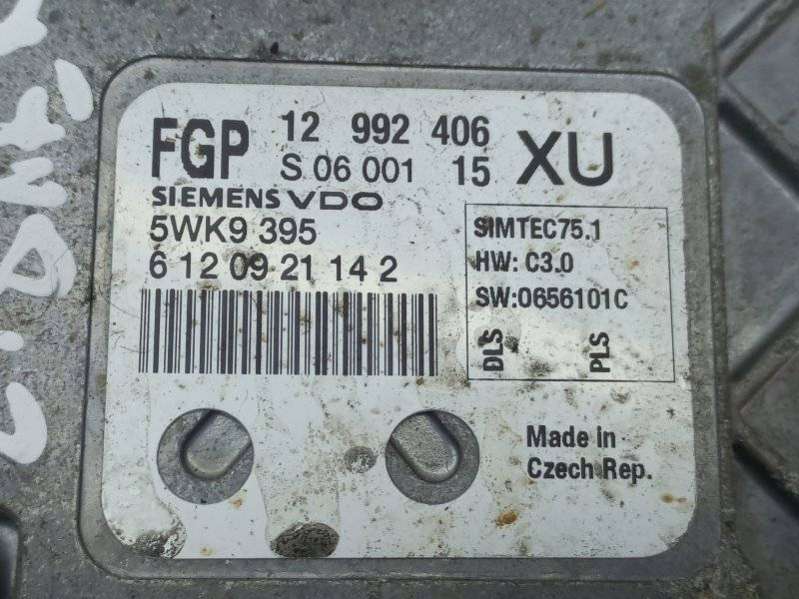 FGP 12 992 406 XU
S 06 001 15
SIEMENS VDO
5WK9 395
6 12 09 21 14 2
SIMTEC75.1
HW: C3.0
SW:0656101C
DLS PLS
Made in
Czech Rep.